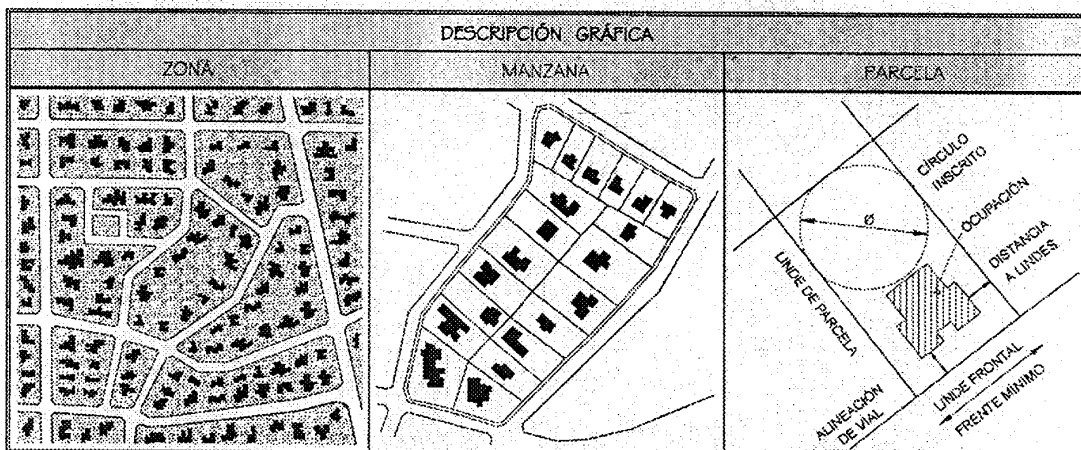 DESCRIPCIÓN GRÁFICA
ZONA
MANZANA
PARCELA
CÍRCULO
INSCRITO
OCUPACIÓN
DISTANCIA
A LINDES
Ø
LINDE DE PARCELA
ALINEACIÓN
DE VIAL
LINDE FRONTAL
FRENTE MÍNIMO